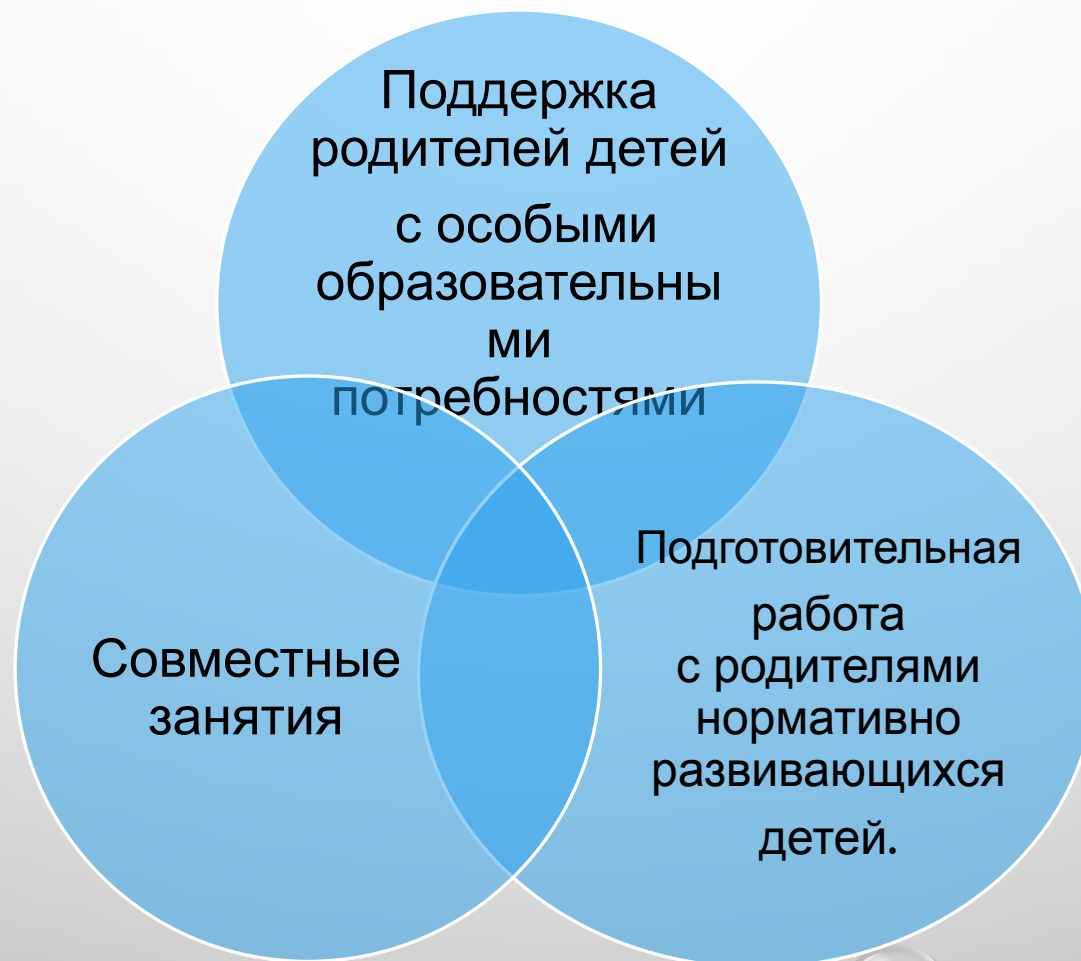 Поддержка
родителей детей
с особыми
образовательны
ми
потребностями
Совместные
занятия
Подготовительная
работа
с родителями
нормативно
развивающихся
детей.